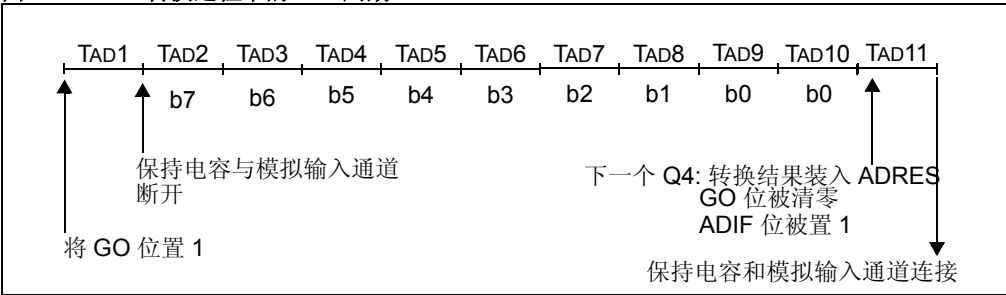 TAD1 TAD2 TAD3 TAD4 TAD5 TAD6 TAD7 TAD8 TAD9 TAD10 TAD11
b7 b6 b5 b4 b3 b2 b1 b0 b0
保持电容与模拟输入通道
断开
下一个 Q4: 转换结果装入 ADRES
GO 位被清零
ADIF 位被置 1
将 GO 位置 1
保持电容和模拟输入通道连接